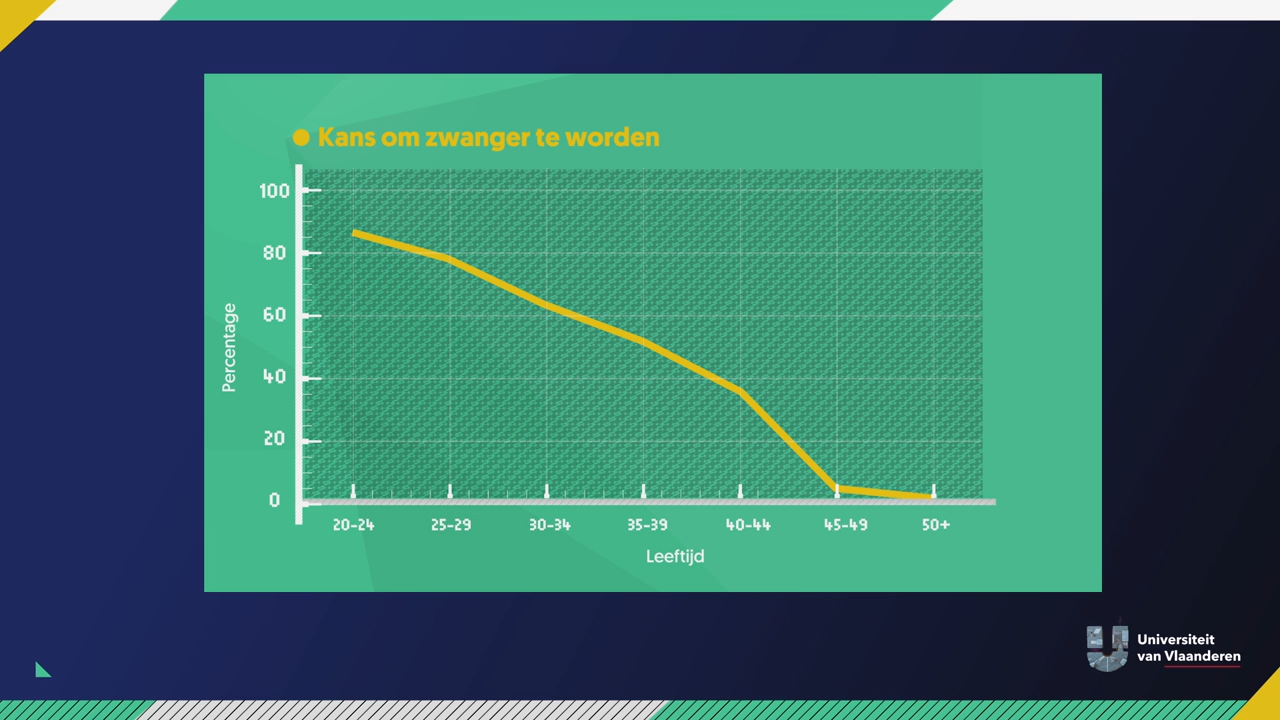 Kans om zwanger te worden
100
80
60
40
20
0
Percentage
20-24 25-29 30-34 35-39 40-44 45-49 50+
Leeftijd
Universiteit
van Vlaanderen